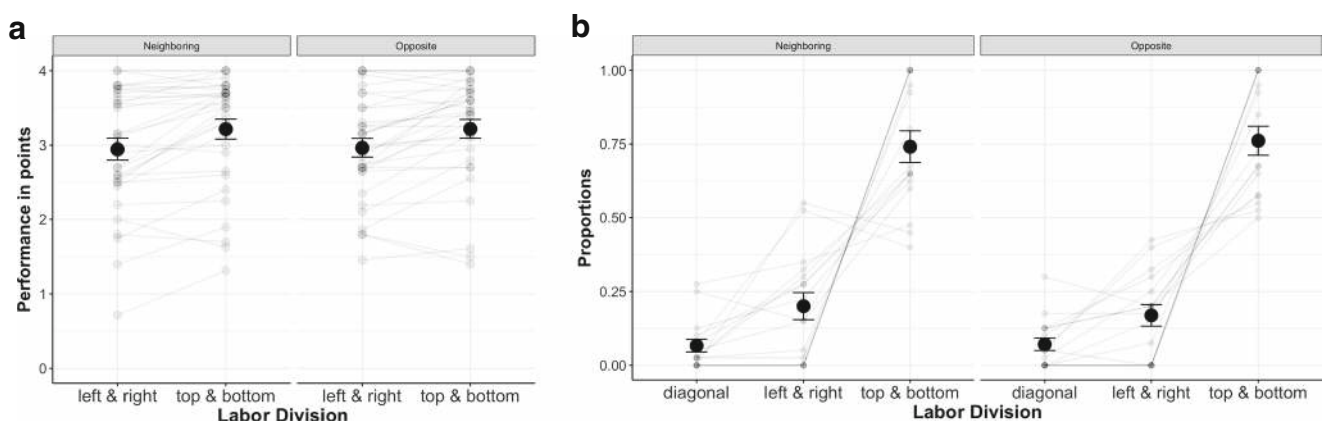 a
Neighboring
Opposite
Performance in points
4
3
2
1
0
left & right
top & bottom
left & right
top & bottom
Labor Division
b
Neighboring
Opposite
Proportions
1.00
0.75
0.50
0.25
0.00
diagonal
left & right
top & bottom
diagonal
left & right
top & bottom
Labor Division